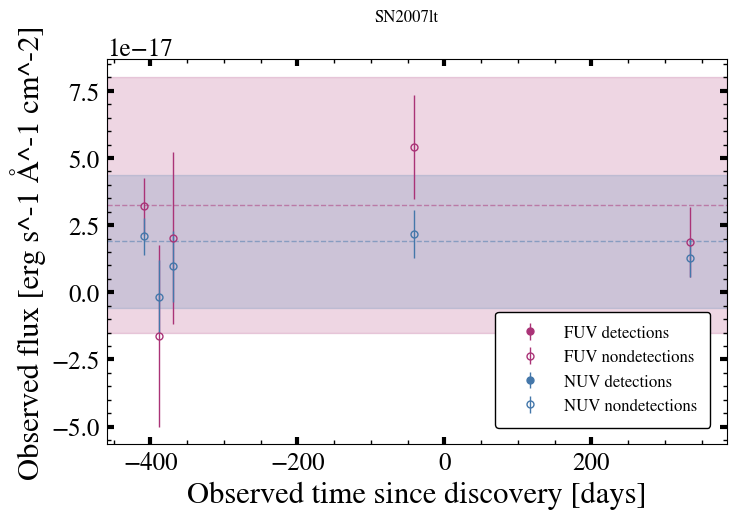 SN2007lt
1e−17
Observed flux [erg s^-1 Å^-1 cm^-2]
7.5
5.0
2.5
0.0
−2.5
−5.0
FUV detections
FUV nondetections
NUV detections
NUV nondetections
−400
−200
0
200
Observed time since discovery [days]